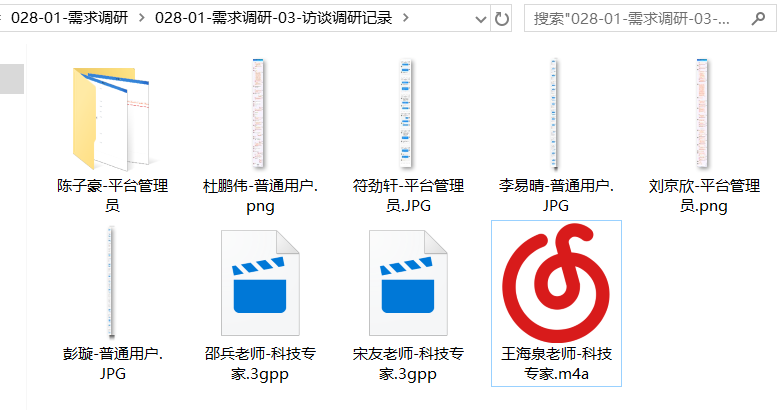 028-01-需求调研 > 028-01-需求调研-03-访谈调研记录 >
搜索"028-01-需求调研-03-...
陈子豪-平台管理
员
杜鹏伟-普通用户.
png
符劲轩-平台管理
员.JPG
李易晴-普通用户.
JPG
刘京欣-平台管理
员.png
彭璇-普通用户.
JPG
邵兵老师-科技专
家.3gpp
宋友老师-科技专
家.3gpp
王海泉老师-科技
专家.m4a